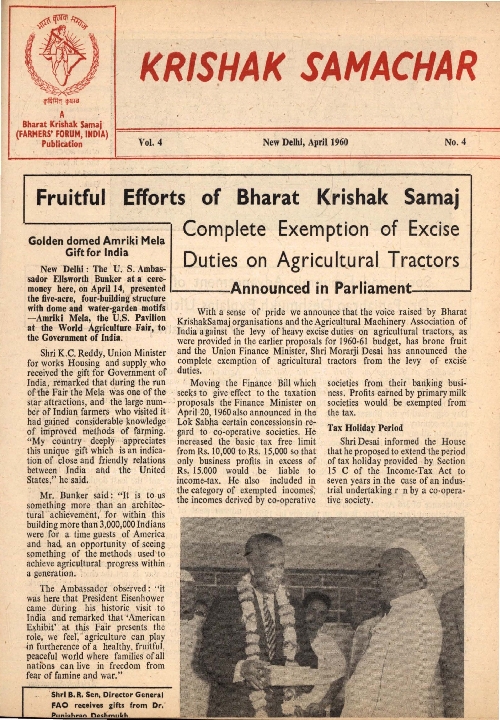 भारत कृषक समाज
कृषिमित कृषध्व
A
Bharat Krishak Samaj
(FARMERS' FORUM, INDIA)
Publication
KRISHAK SAMACHAR
Vol. 4
New Delhi, April 1960
No. 4
Fruitful Efforts of Bharat Krishak Samaj
Complete Exemption of Excise
Duties on Agricultural Tractors
Announced in Parliament
Golden domed Amriki Mela
Gift for India
New Delhi : The U. S. Ambas-
sador Ellsworth Bunker at a cere-
mony here, on April 14, presented
the five-acre, four-building structure
with dome and water-garden motifs
—Amriki Mela, the U.S. Pavilion
at the World Agriculture Fair, to
the Government of India.
Shri K.C. Reddy, Union Minister
for works Housing and supply who
received the gift for Government of
India, remarked that during the run
of the Fair the Mela was one of the
star attractions, and the large num-
ber of Indian farmers who visited it
had gained considerable knowledge
of improved methods of farming.
"My country deeply appreciates
this unique gift which is an indica-
tion of close and friendly relations
between India and the United
States," he said.
Mr. Bunker said: "It is to us
something more than an architec-
tural achievement, for within this
building more than 3,000,000 Indians
were for a time guests of America
and had an opportunity of seeing
something of the methods used to
achieve agricultural progress within
a generation.
The Ambassador observed : "it
was here that President Eisenhower
came during his historic visit to
India and remarked that 'American
Exhibit' at this Fair presents the
role, we feel, agriculture can play
in furtherence of a healthy, fruitful,
peaceful world where families of all
nations can live in freedom from
fear of famine and war."
Shri B. R. Sen, Director General
FAO receives gifts from Dr.
Punjabrao Deshmukh
With a sense of pride we announce that the voice raised by Bharat
KrishakSamaj organisations and the Agricultural Machinery Association of
India against the levy of heavy excise duties on agricultural tractors, as
were provided in the earlier proposals for 1960-61 budget, has brone fruit
and the Union Finance Minister, Shri Morarji Desai has announced the
complete exemption of agricultural tractors from the levy of excise
duties.
Moving the Finance Bill which
seeks to give effect to the taxation
proposals the Finance Minister on
April 20, 1960 also announced in the
Lok Sabha certain concessionsin re-
gard to co-operative societies. He
increased the basic tax free limit
from Rs. 10,000 to Rs. 15,000 so that
only business profits in excess of
Rs. 15.000 would be liable to
income-tax. He also included in
the category of exempted incomes,
the incomes derived by co-operative
societies from their banking busi-
ness. Profits earned by primary milk
societies would be exempted from
the tax.
Tax Holiday Period
Shri Desai informed the House
that he proposed to extend the period
of tax holiday provided by Section
15 C of the Income-Tax Act to
seven years in the case of an indus-
trial undertaking r n by a co-opera-
tive society.